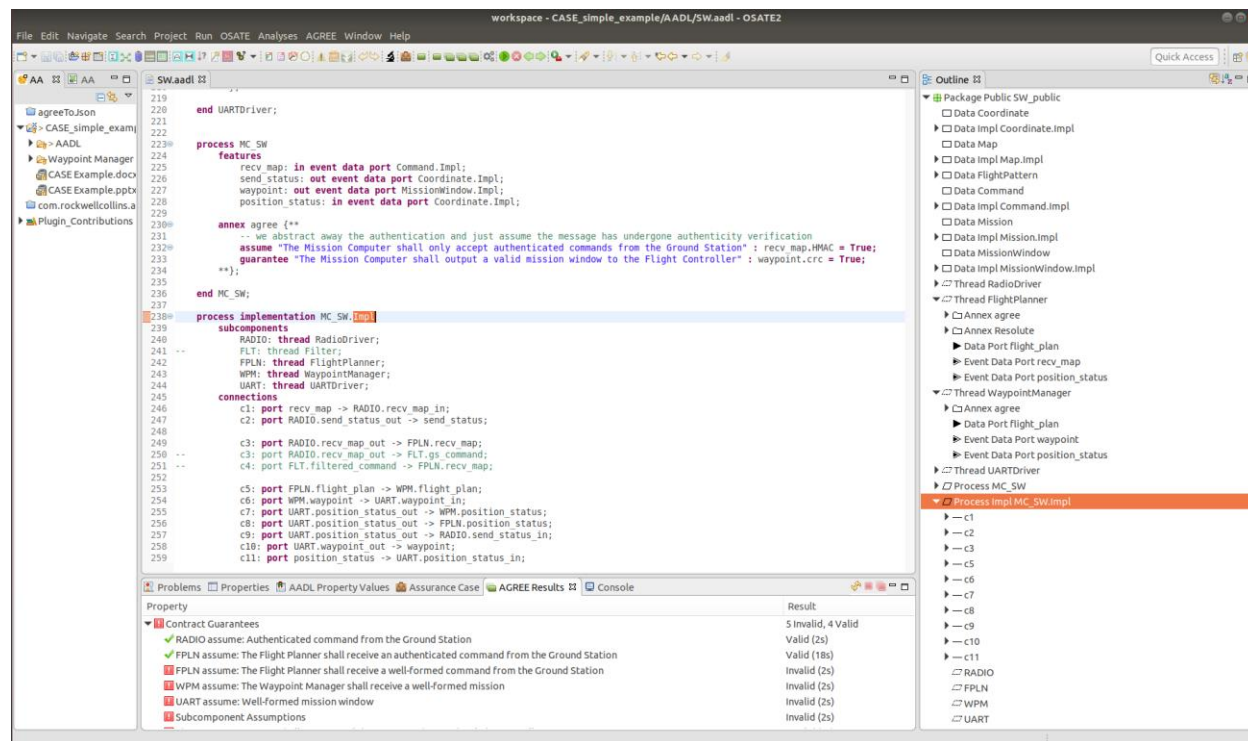 workspace - CASE_simple_example/AADL/SW.aadl - OSATE2
File Edit Navigate Search Project Run OSATE Analyses AGREE Window Help
Quick Access
AA AA
agreeToJson
> CASE_simple_examp
> AADL
Waypoint Manager
CASE Example.docx
CASE Example.pptx
com.rockwellcollins.a
Plugin_Contributions
SW.aadl
219
220 end UARTDriver;
221
222
223 process MC_SW
224 features
225 recv_map: in event data port Command.Impl;
226 send_status: out event data port Coordinate.Impl;
227 waypoint: out event data port MissionWindow.Impl;
228 position_status: in event data port Coordinate.Impl;
229
230 annex agree {**
231 -- we abstract away the authentication and just assume the message has undergone authenticity verification
232 assume "The Mission Computer shall only accept authenticated commands from the Ground Station" : recv_map.HMAC = True;
233 guarantee "The Mission Computer shall output a valid mission window to the Flight Controller" : waypoint.crc = True;
234 **};
235
236 end MC_SW;
237
238 process implementation MC_SW.Impl
239 subcomponents
240 RADIO: thread RadioDriver;
241 -- FLT: thread Filter;
242 FPLN: thread FlightPlanner;
243 WPM: thread WaypointManager;
244 UART: thread UARTDriver;
245 connections
246 c1: port recv_map -> RADIO.recv_map_in;
247 c2: port RADIO.send_status_out -> send_status;
248
249 c3: port RADIO.recv_map_out -> FPLN.recv_map;
250 -- c3: port RADIO.recv_map_out -> FLT.gs_command;
251 -- c4: port FLT.filtered_command -> FPLN.recv_map;
252
253 c5: port FPLN.flight_plan -> WPM.flight_plan;
254 c6: port WPM.waypoint -> UART.waypoint_in;
255 c7: port UART.position_status_out -> WPM.position_status;
256 c8: port UART.position_status_out -> FPLN.position_status;
257 c9: port UART.position_status_out -> RADIO.send_status_in;
258 c10: port UART.waypoint_out -> waypoint;
259 c11: port position_status -> UART.position_status_in;
Problems Properties AADL Property Values Assurance Case AGREE Results Console
Property Result
Contract Guarantees 5 Invalid, 4 Valid
RADIO assume: Authenticated command from the Ground Station Valid (2s)
FPLN assume: The Flight Planner shall receive an authenticated command from the Ground Station Valid (18s)
FPLN assume: The Flight Planner shall receive a well-formed command from the Ground Station Invalid (2s)
WPM assume: The Waypoint Manager shall receive a well-formed mission Invalid (2s)
UART assume: Well-formed mission window Invalid (2s)
Subcomponent Assumptions Invalid (2s)
Outline
Package Public SW_public
Data Coordinate
Data Impl Coordinate.Impl
Data Map
Data Impl Map.Impl
Data FlightPattern
Data Command
Data Impl Command.Impl
Data Mission
Data Impl Mission.Impl
Data MissionWindow
Data Impl MissionWindow.Impl
Thread RadioDriver
Thread FlightPlanner
Annex agree
Annex Resolute
Data Port flight_plan
Event Data Port recv_map
Event Data Port position_status
Thread WaypointManager
Annex agree
Data Port flight_plan
Event Data Port waypoint
Event Data Port position_status
Thread UARTDriver
Process MC_SW
Process Impl MC_SW.Impl
c1
c2
c3
c5
c6
c7
c8
c9
c10
c11
RADIO
FPLN
WPM
UART